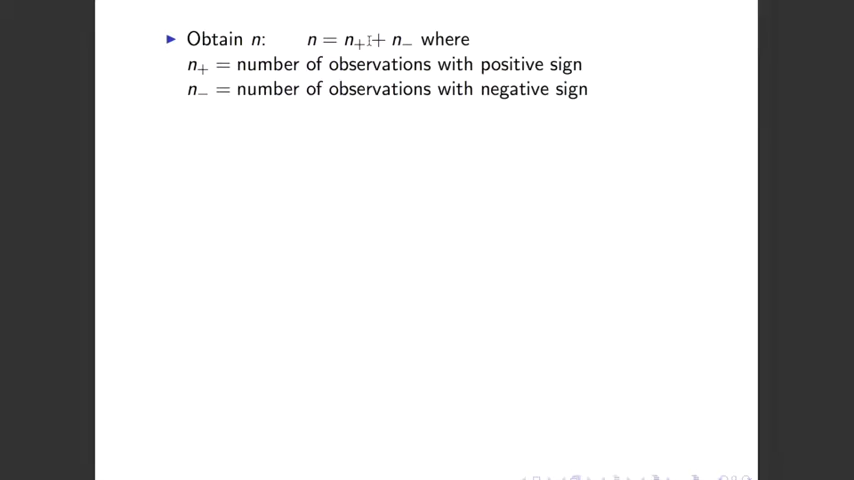 ▶ Obtain n: n = n₊ + n₋ where
n₊ = number of observations with positive sign
n₋ = number of observations with negative sign